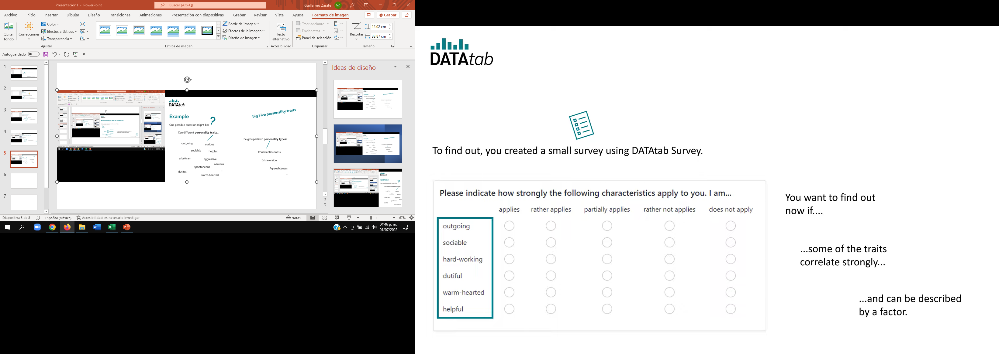 Presentación1 - PowerPoint
Buscar (Alt+Q)
Guillermo Zarate
GZ
Archivo
Inicio
Insertar
Dibujar
Diseño
Transiciones
Animaciones
Presentación con diapositivas
Grabar
Revisar
Vista
Ayuda
Formato de imagen
Grabar
Quitar
fondo
Correcciones
Color
Efectos artísticos
Transparencia
Ajustar
Estilos de imagen
Borde de imagen
Efectos de la imagen
Diseño de imagen
Texto
alternativo
Accesibilidad
Traer adelante
Enviar atrás
Panel de selección
Organizar
Recortar
12.02 cm
33.87 cm
Tamaño
Autoguardado
1
2
3
4
5
6
7
DATAtab
Example
?
Big Five personality traits
One possible question might be:
Can different personality traits...
... be grouped into personality types?
outgoing
curious
sociable
helpful
arbeitsam
aggressive
nervous
spontaneous
dutiful
...
warm-hearted
Conscientiousness
Extraversion
Agreeableness
...
Ideas de diseño
Diapositiva 5 de 8
Español (México)
Accesibilidad: es necesario investigar
Notas
67%
04:46 p. m.
01/07/2022
DATAtab
To find out, you created a small survey using DATAtab Survey.
Please indicate how strongly the following characteristics apply to you. I am...
applies rather applies partially applies rather not applies does not apply
outgoing
sociable
hard-working
dutiful
warm-hearted
helpful
You want to find out
now if....
...some of the traits
correlate strongly...
...and can be described
by a factor.